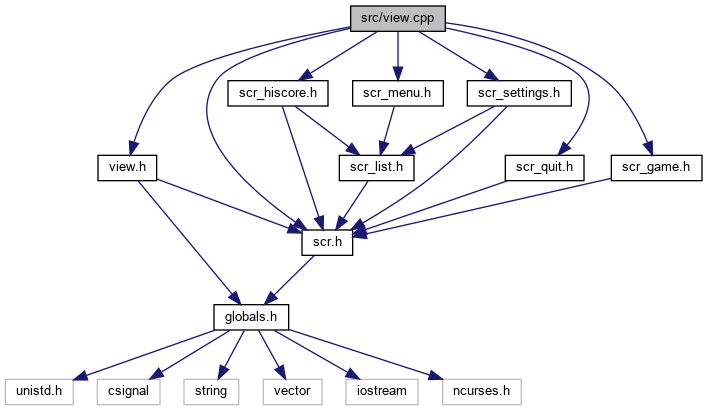 src/view.cpp
scr_hiscore.h
scr_menu.h
scr_settings.h
view.h
scr_list.h
scr_quit.h
scr_game.h
scr.h
globals.h
unistd.h
csignal
string
vector
iostream
ncurses.h